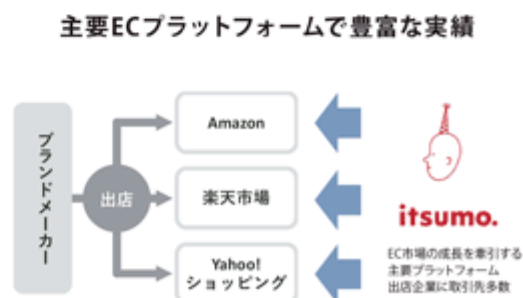 主要ECプラットフォームで豊富な実績
ブランドメーカー
出店
Amazon
楽天市場
Yahoo!
ショッピング
itsumo.
EC市場の成長を牽引する
主要プラットフォーム
出店企業に取引先多数